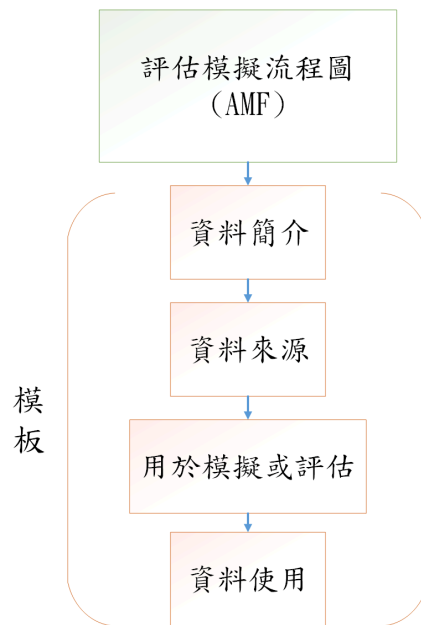 評估模擬流程圖
(AMF)
資料簡介
資料來源
模
板
用於模擬或評估
資料使用